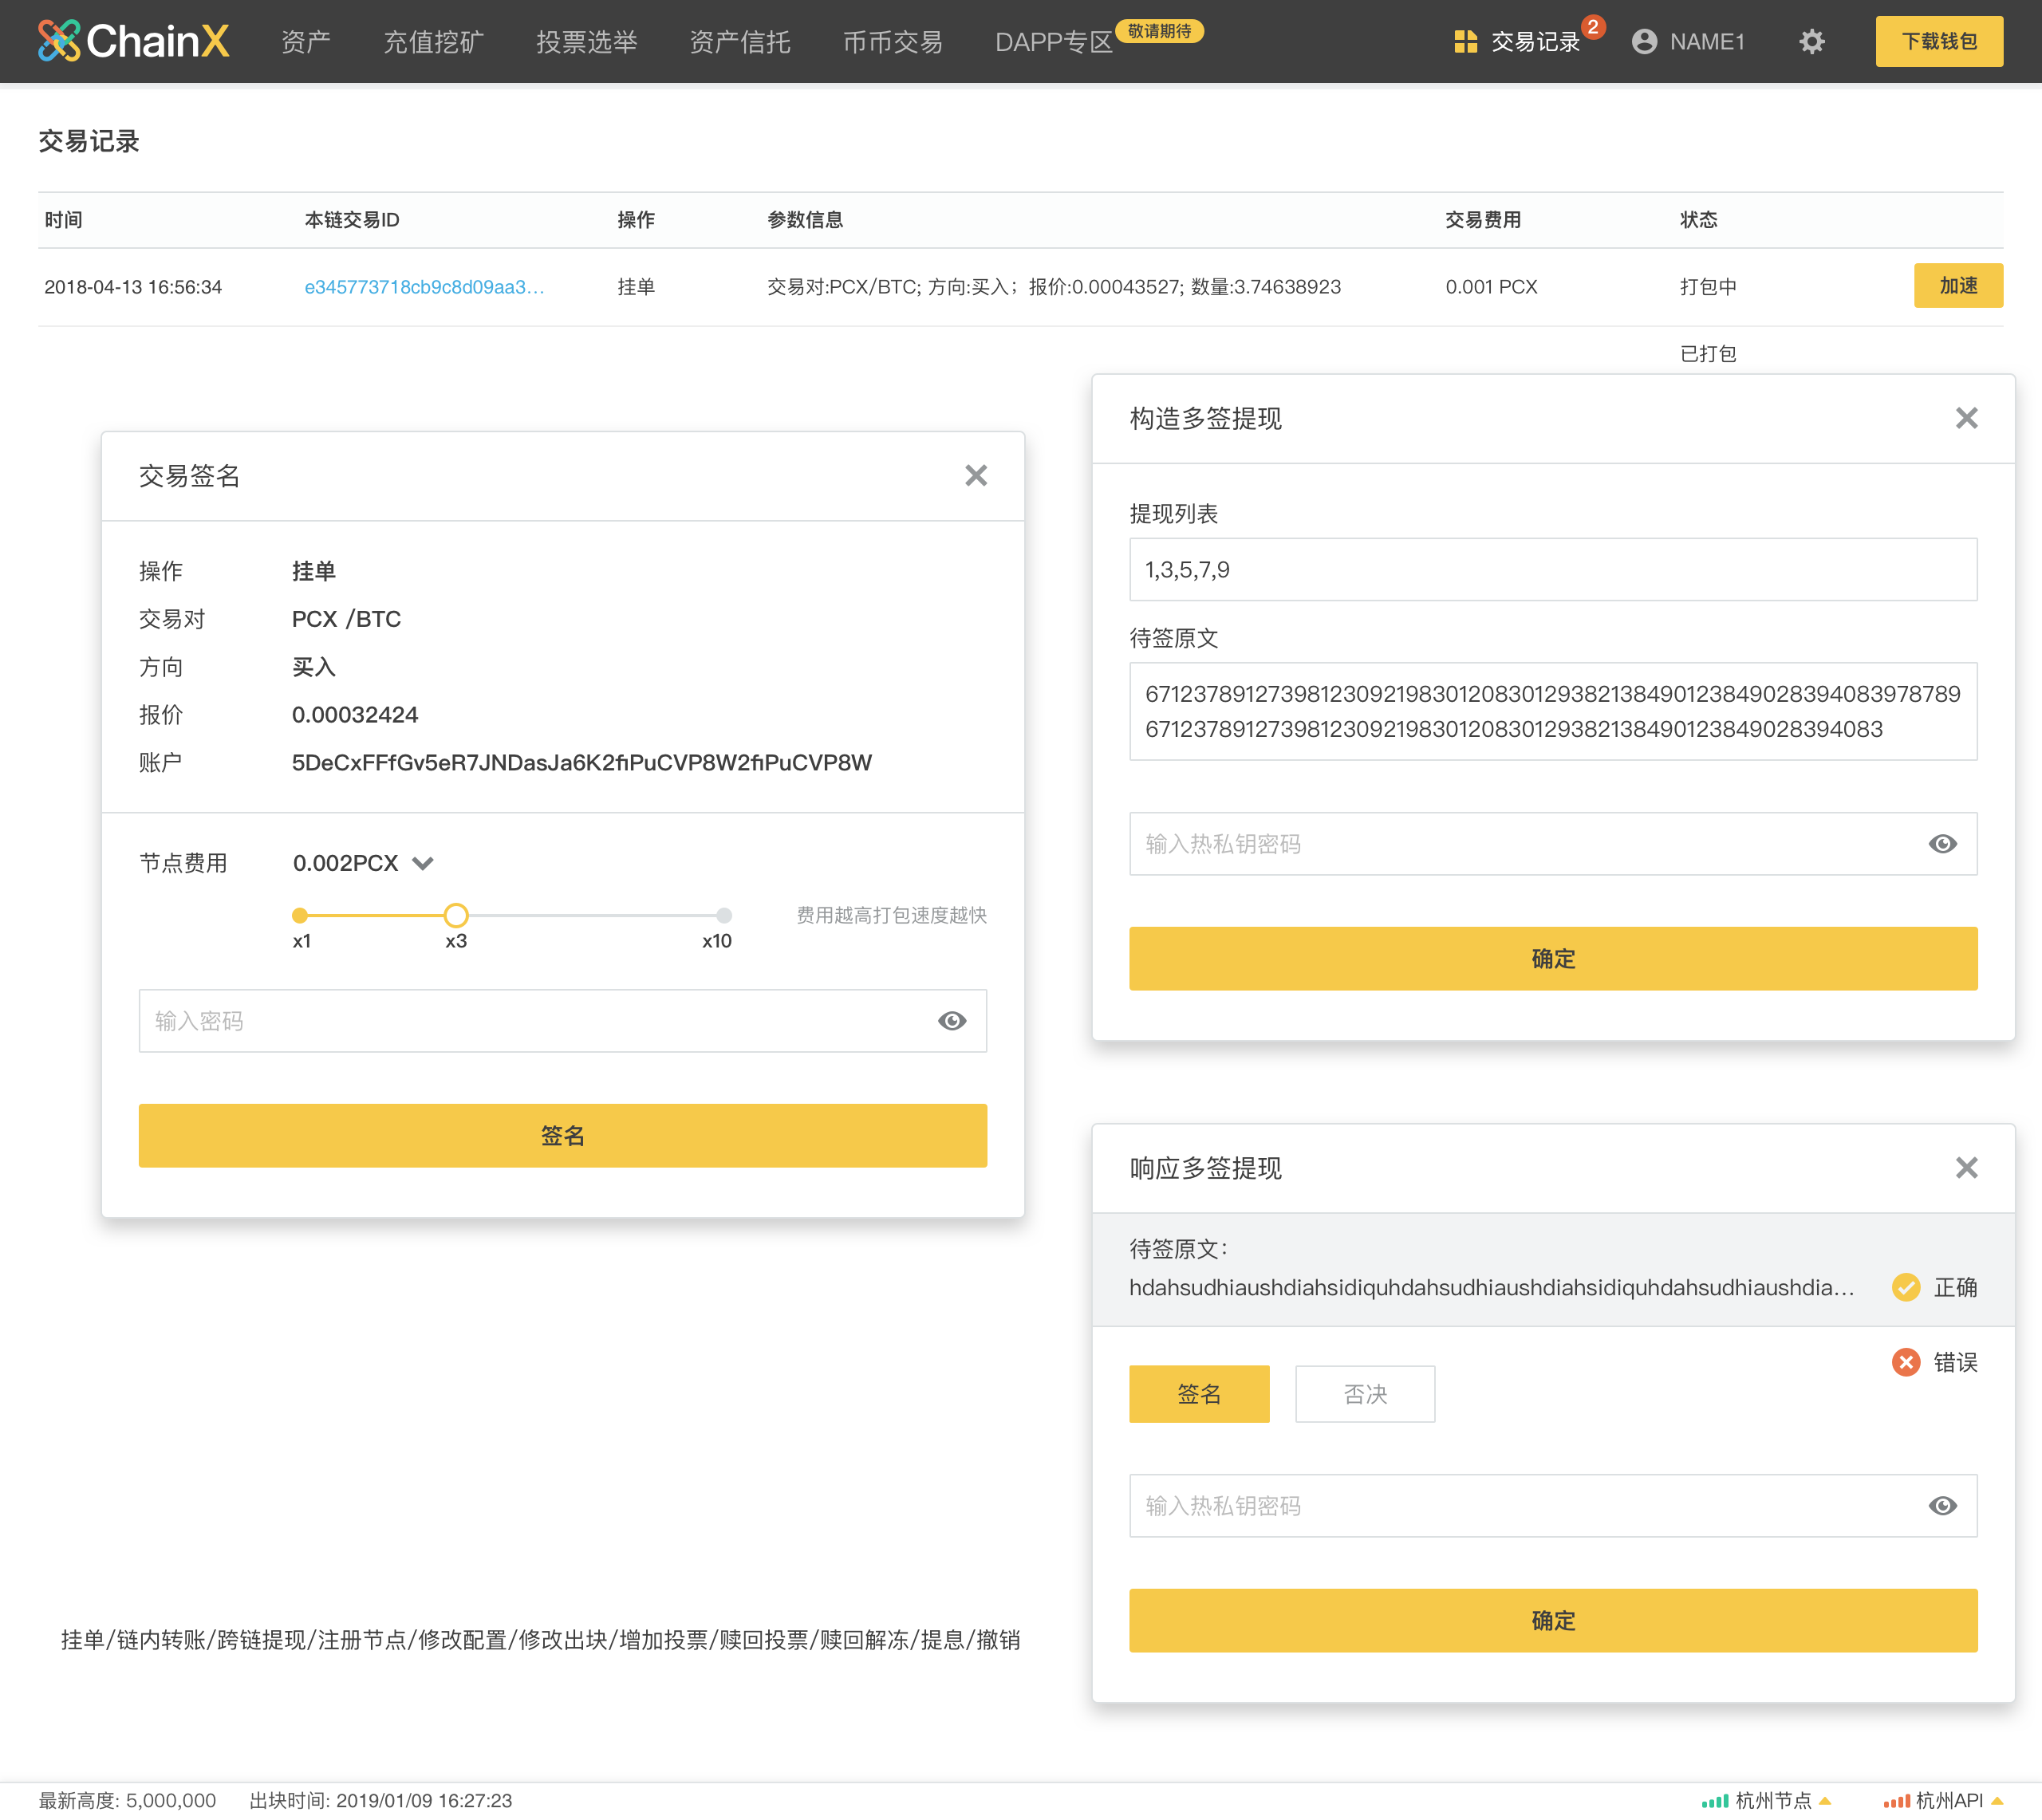 ChainX 资产 充值挖矿 投票选举 资产信托 币币交易 DAPP专区 敬请期待 交易记录 2 NAME1 下载钱包
交易记录
时间 本链交易ID 操作 参数信息 交易费用 状态
2018-04-13 16:56:34 e345773718cb9c8d09aa3... 挂单 交易对:PCX/BTC; 方向:买入； 报价:0.00043527; 数量:3.74638923 0.001 PCX 打包中 加速
已打包
交易签名
操作 挂单
交易对 PCX /BTC
方向 买入
报价 0.00032424
账户 5DeCxFFfGv5eR7JNDasJa6K2fiPuCVP8W2fiPuCVP8W
节点费用 0.002PCX
费用越高打包速度越快
x1 x3 x10
输入密码
签名
构造多签提现
提现列表
1,3,5,7,9
待签原文
671237891273981230921983012083012938213849012384902839408397878 9
6712378912739812309219830120830129382138490123849028394083
输入热私钥密码
确定
响应多签提现
待签原文：
hdahsudhiaushdiahsidiquhdahsudhiaushdiahsidiquhdahsudhiaushdia... 正确
错误
签名 否决
输入热私钥密码
确定
挂单/链内转账/跨链提现/注册节点/修改配置/修改出块/增加投票/赎回投票/赎回解冻/提息/撤销
最新高度: 5,000,000 出块时间: 2019/01/09 16:27:23 杭州节点 杭州API